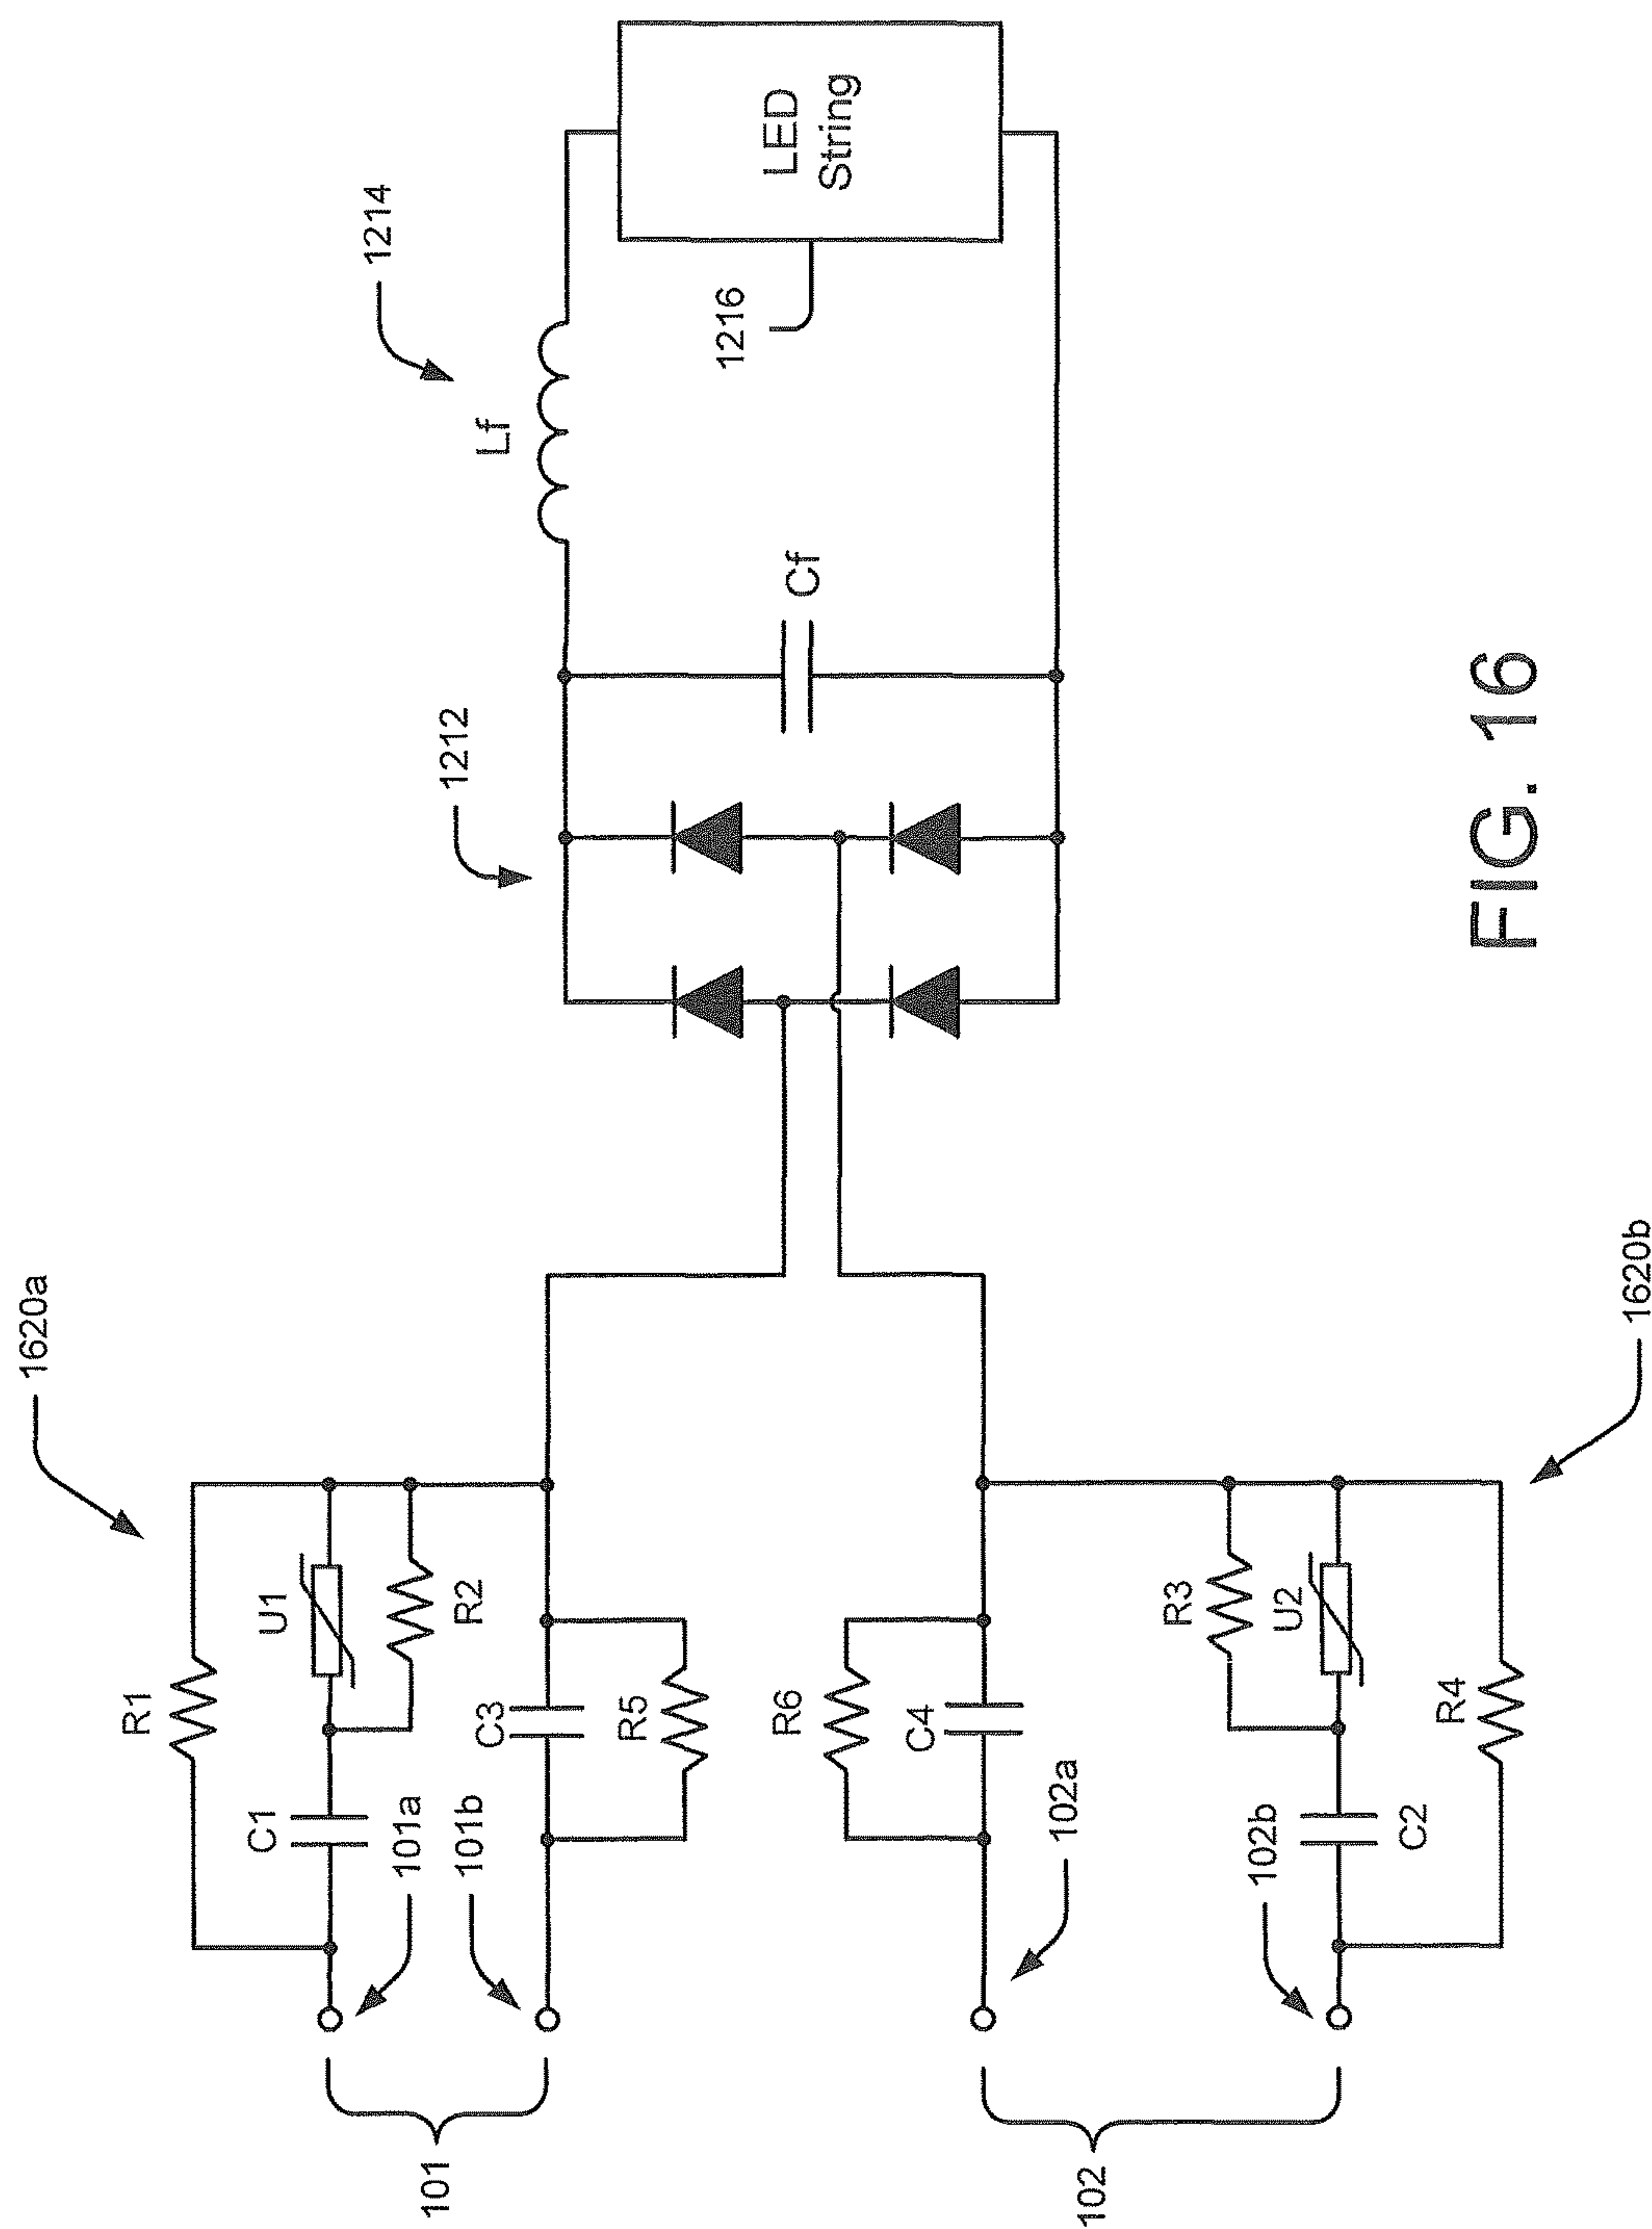 1620a
R1
U1
C1
R2
101a
101b
C3
R5
101
R6
C4
102a
102
R3
U2
102b
C2
R4
1620b
1212
1214
Lf
Cf
1216
LED
String
FIG. 16